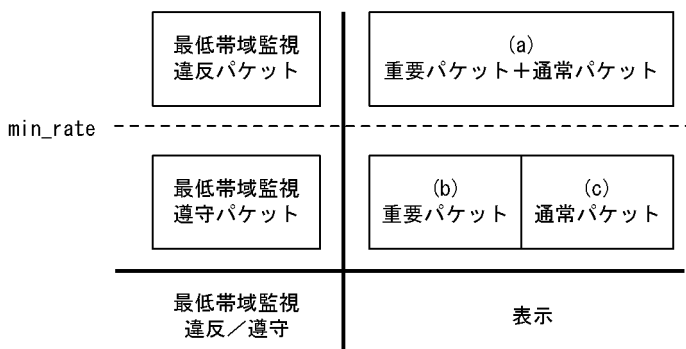 最低帯域監視
違反パケット
(a)
重要パケット+通常パケット
min_rate
最低帯域監視
遵守パケット
(b)
重要パケット
(c)
通常パケット
最低帯域監視
違反/遵守
表示